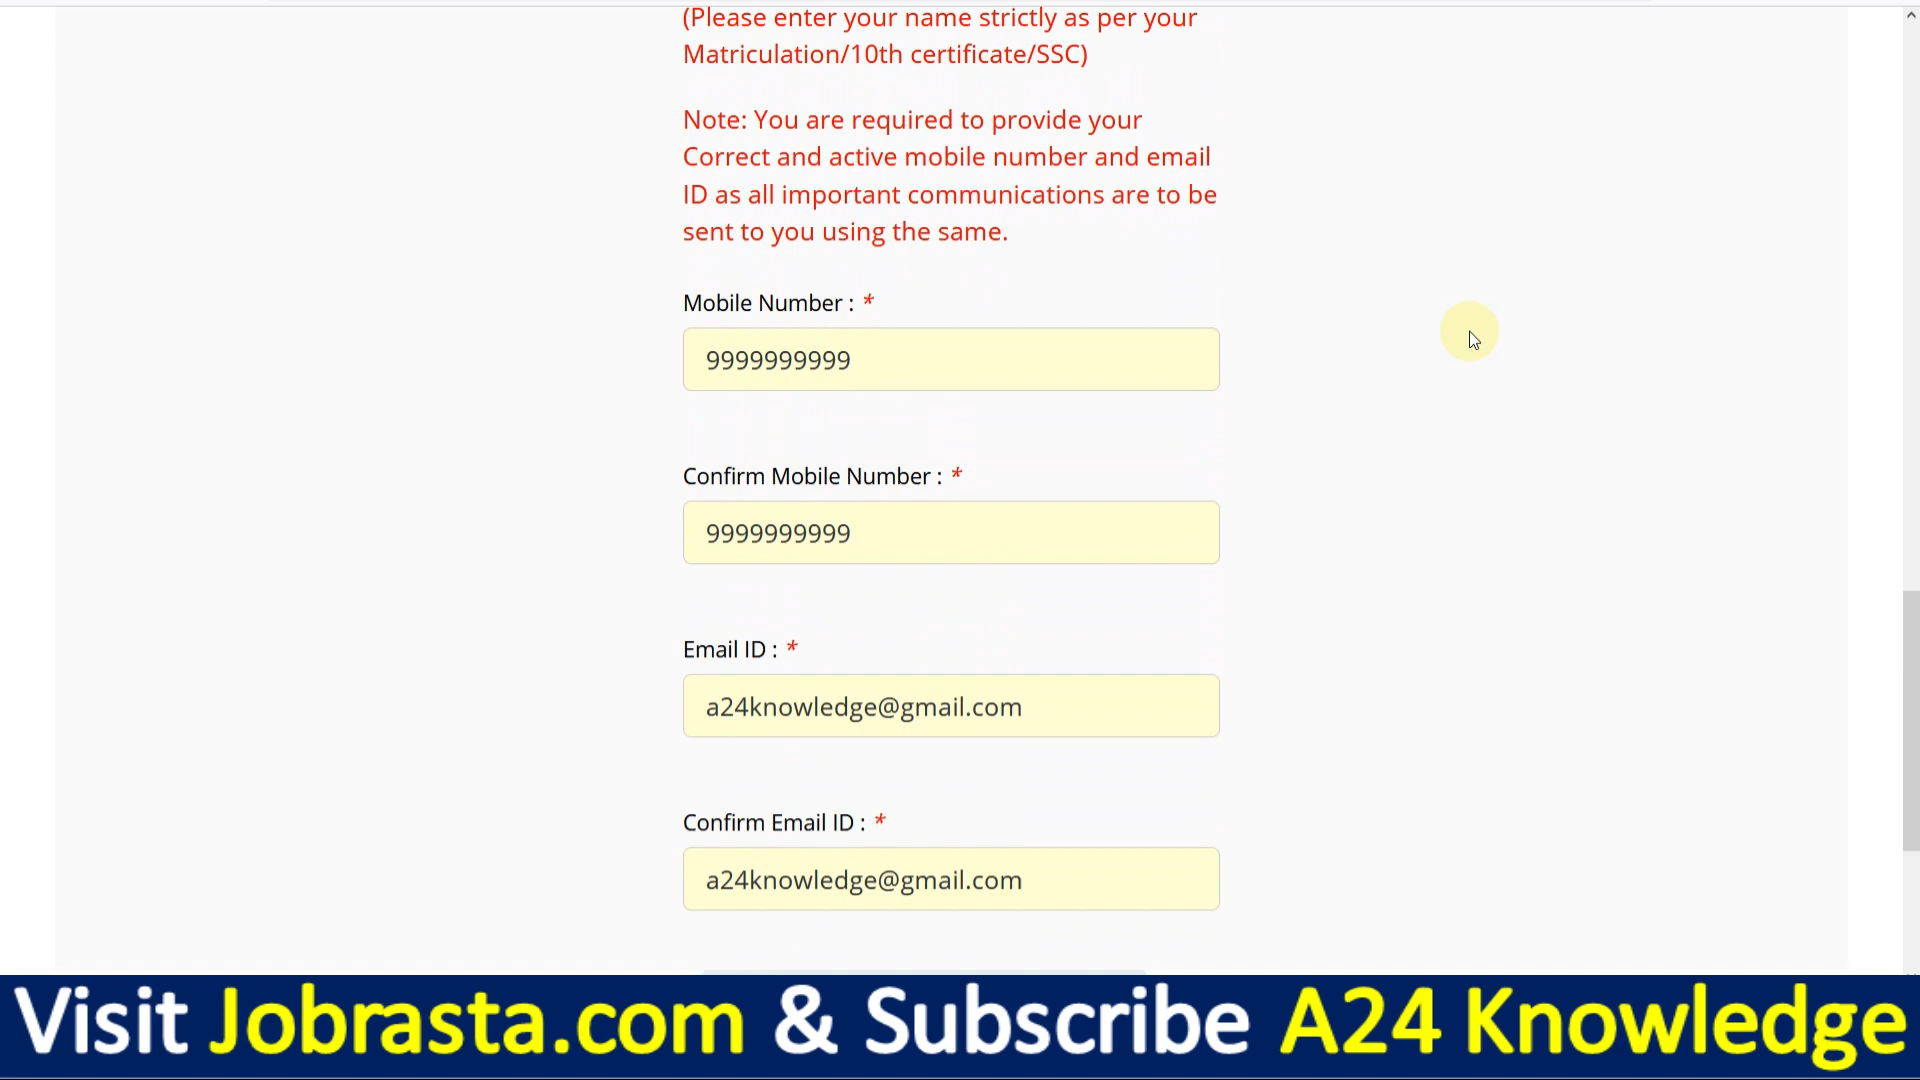 (Please enter your name strictly as per your
Matriculation/10th certificate/SSC)
Note: You are required to provide your
Correct and active mobile number and email
ID as all important communications are to be
sent to you using the same.
Mobile Number : *
9999999999
Confirm Mobile Number : *
9999999999
Email ID : *
a24knowledge@gmail.com
Confirm Email ID : *
a24knowledge@gmail.com
Visit Jobrasta.com & Subscribe A24 Knowledge